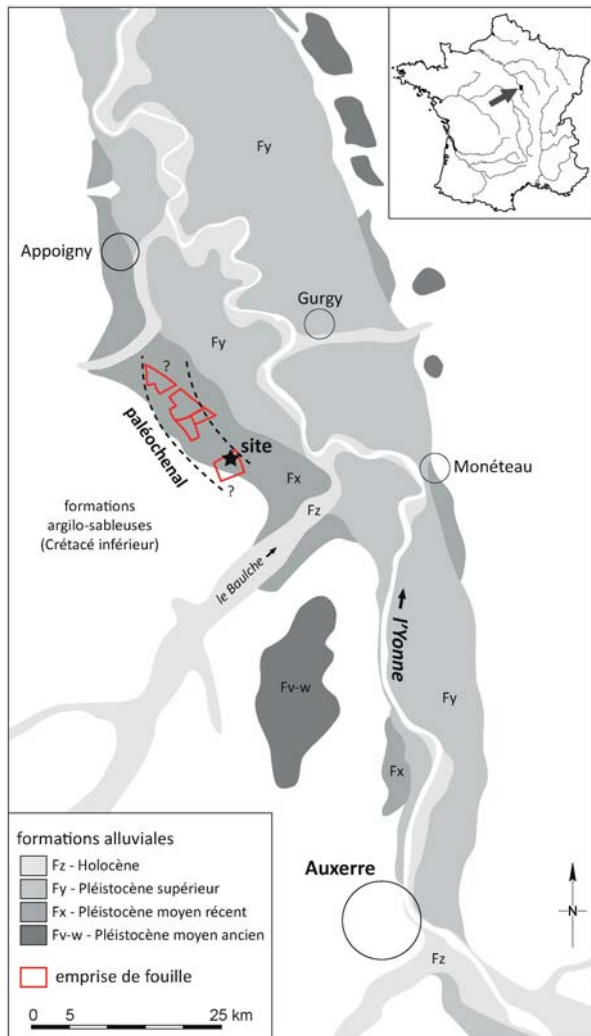 Fy
Appoigny
Gurgy
Fy
?
paléochenal
site
?
Fx
Monéteau
formations
argilo-sableuses
(Crétacé inférieur)
Fz
le Baulche
l'Yonne
Fv-w
Fy
Fx
Auxerre
N
Fz
formations alluviales
Fz - Holocène
Fy - Pléistocène supérieur
Fx - Pléistocène moyen récent
Fv-w - Pléistocène moyen ancien
emprise de fouille
0 5 25 km